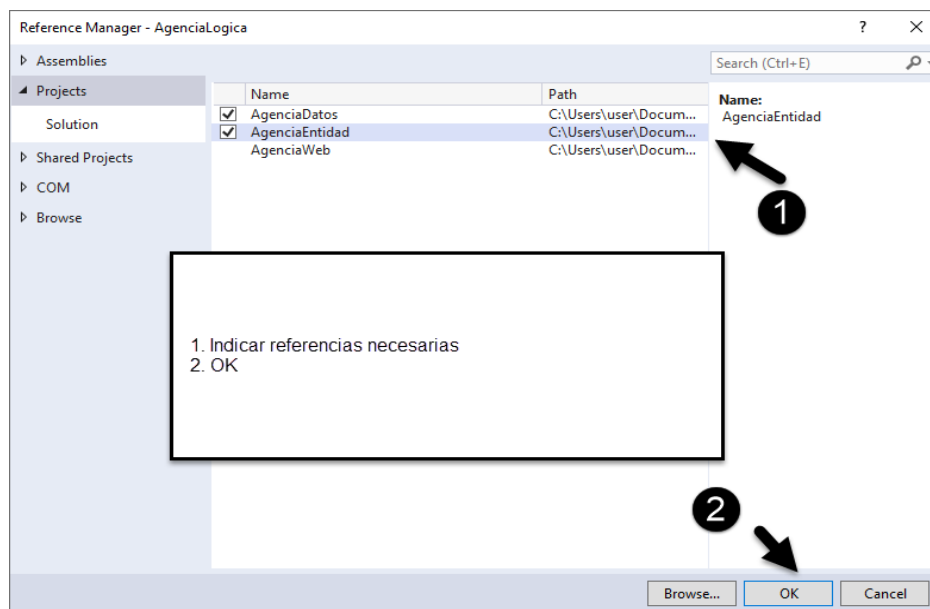 Reference Manager - AgenciaLogica
?
Assemblies
Search (Ctrl+E)
Projects
Solution
Shared Projects
COM
Browse
Name Path
AgenciaDatos C:\Users\user\Docum...
AgenciaEntidad C:\Users\user\Docum...
AgenciaWeb C:\Users\user\Docum...
Name:
AgenciaEntidad
1
1. Indicar referencias necesarias
2. OK
2
Browse... OK Cancel